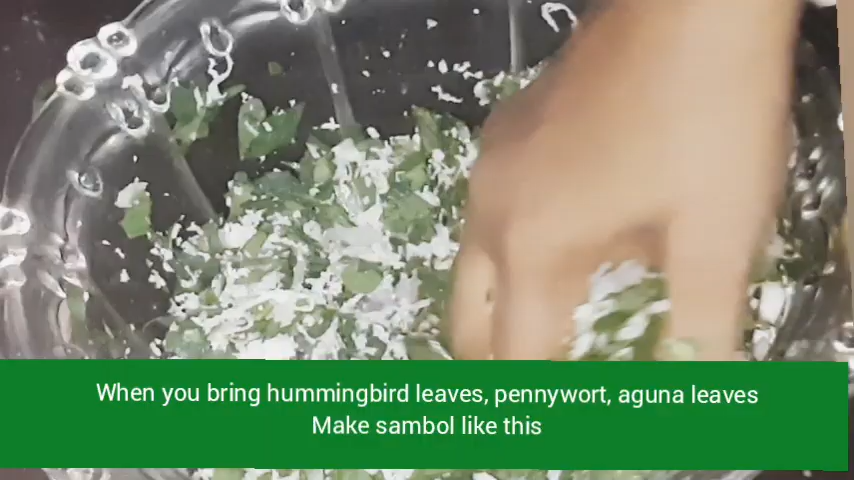 When you bring hummingbird leaves, pennywort, aguna leaves
Make sambol like this